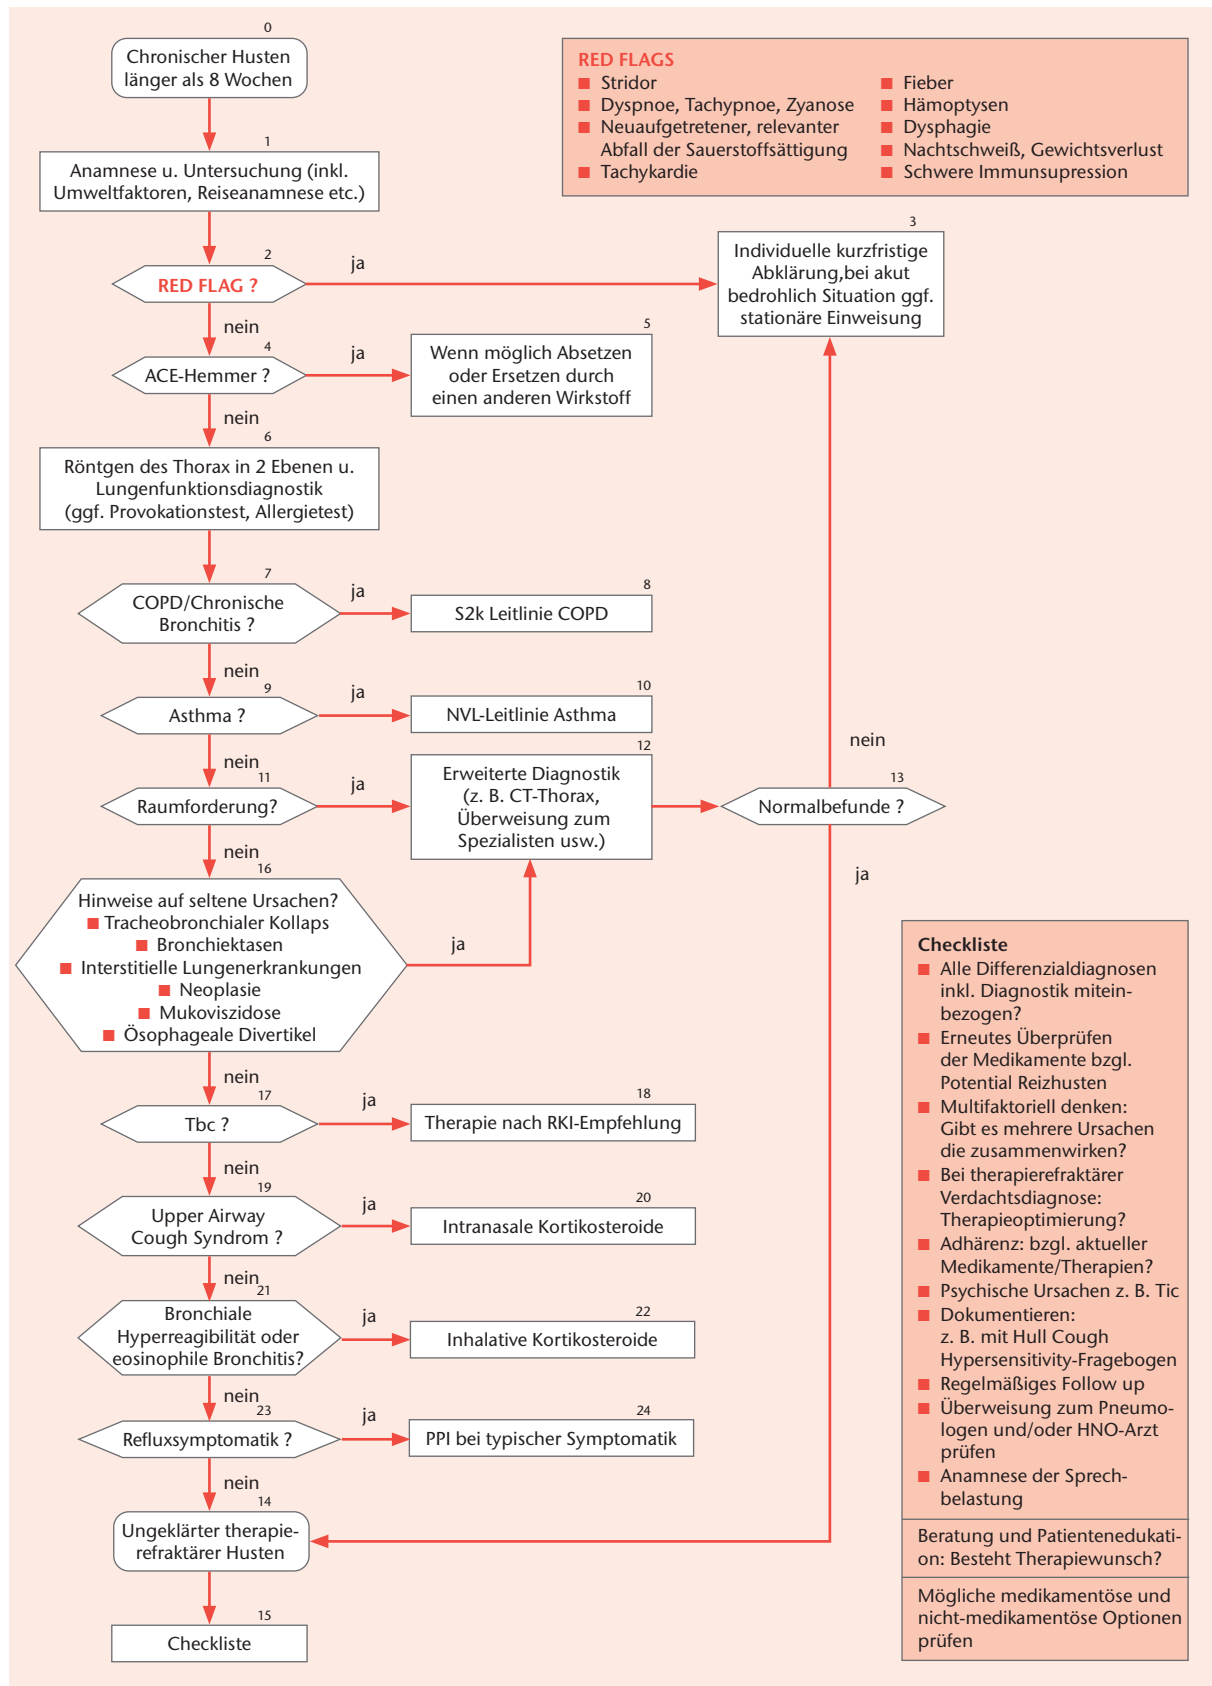 0
Chronischer Husten
länger als 8 Wochen
RED FLAGS
Stridor
Dyspnoe, Tachypnoe, Zyanose
Neuaufgetretener, relevanter
Abfall der Sauerstoffsättigung
Tachykardie
Fieber
Hämoptysen
Dysphagie
Nachtschweiß, Gewichtsverlust
Schwere Immunsupression
1
Anamnese u. Untersuchung (inkl.
Umweltfaktoren, Reiseanamnese etc.)
2
RED FLAG ?
ja
3
Individuelle kurzfristige
Abklärung,bei akut
bedrohlich Situation ggf.
stationäre Einweisung
nein
4
ACE-Hemmer ?
ja
5
Wenn möglich Absetzen
oder Ersetzen durch
einen anderen Wirkstoff
nein
6
Röntgen des Thorax in 2 Ebenen u.
Lungenfunktionsdiagnostik
(ggf. Provokationstest, Allergietest)
7
COPD/Chronische
Bronchitis ?
ja
8
S2k Leitlinie COPD
nein
9
Asthma ?
ja
10
NVL-Leitlinie Asthma
nein
11
Raumforderung?
ja
12
Erweiterte Diagnostik
(z. B. CT-Thorax,
Überweisung zum
Spezialisten usw.)
nein
13
Normalbefunde ?
ja
nein
16
Hinweise auf seltene Ursachen?
Tracheobronchialer Kollaps
Bronchiektasen
Interstitielle Lungenerkrankungen
Neoplasie
Mukoviszidose
Ösophageale Divertikel
ja
nein
17
Tbc ?
ja
18
Therapie nach RKI-Empfehlung
nein
19
Upper Airway
Cough Syndrom ?
ja
20
Intranasale Kortikosteroide
nein
21
Bronchiale
Hyperreagibilität oder
eosinophile Bronchitis?
ja
22
Inhalative Kortikosteroide
nein
23
Refluxsymptomatik ?
ja
24
PPI bei typischer Symptomatik
nein
14
Ungeklärter therapie-
refraktärer Husten
15
Checkliste
Checkliste
Alle Differenzialdiagnosen
inkl. Diagnostik mitein-
bezogen?
Erneutes Überprüfen
der Medikamente bzgl.
Potential Reizhusten
Multifaktoriell denken:
Gibt es mehrere Ursachen
die zusammenwirken?
Bei therapierefraktärer
Verdachtsdiagnose:
Therapieoptimierung?
Adhärenz: bzgl. aktueller
Medikamente/Therapien?
Psychische Ursachen z. B. Tic
Dokumentieren:
z. B. mit Hull Cough
Hypersensitivity-Fragebogen
Regelmäßiges Follow up
Überweisung zum Pneumo-
logen und/oder HNO-Arzt
prüfen
Anamnese der Sprech-
belastung
Beratung und Patientenedukati-
on: Besteht Therapiewunsch?
Mögliche medikamentöse und
nicht-medikamentöse Optionen
prüfen